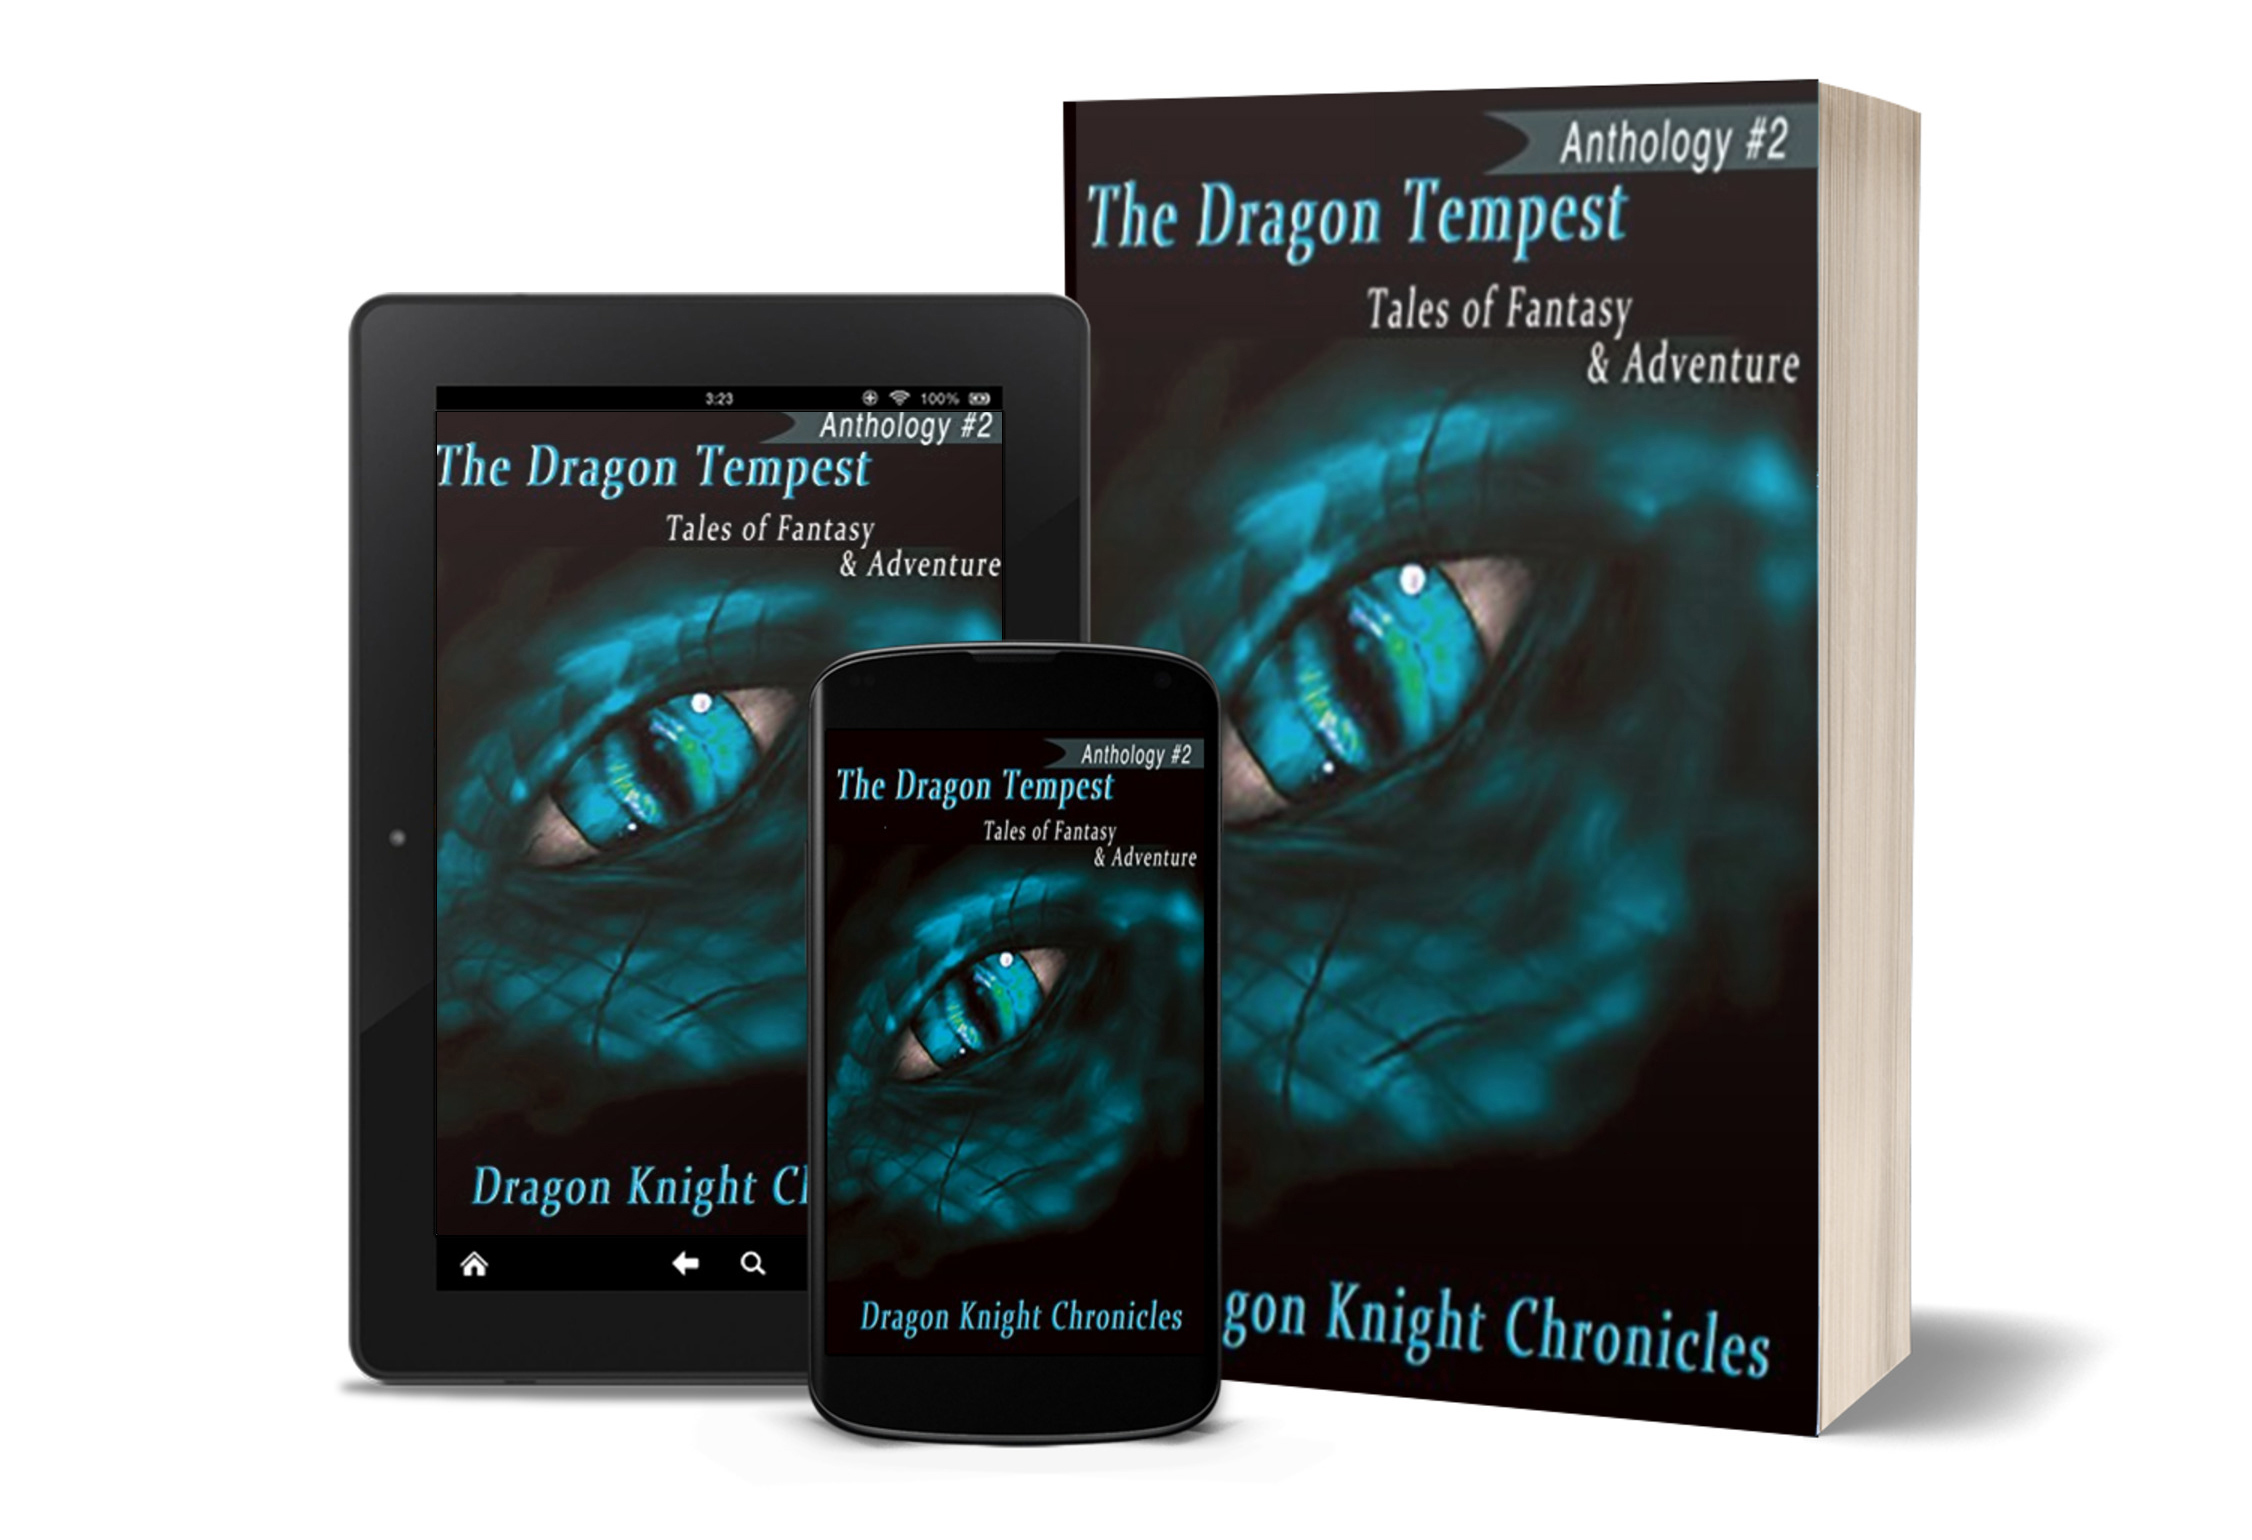 3:23
100%
Anthology #2
The Dragon Tempest
Tales of Fantasy
& Adventure
Dragon Knight Ch
Anthology #2
The Dragon Tempest
Tales of Fantasy
& Adventure
Dragon Knight Chronicles
Anthology #2
The Dragon Tempest
Tales of Fantasy
& Adventure
gon Knight Chronicles